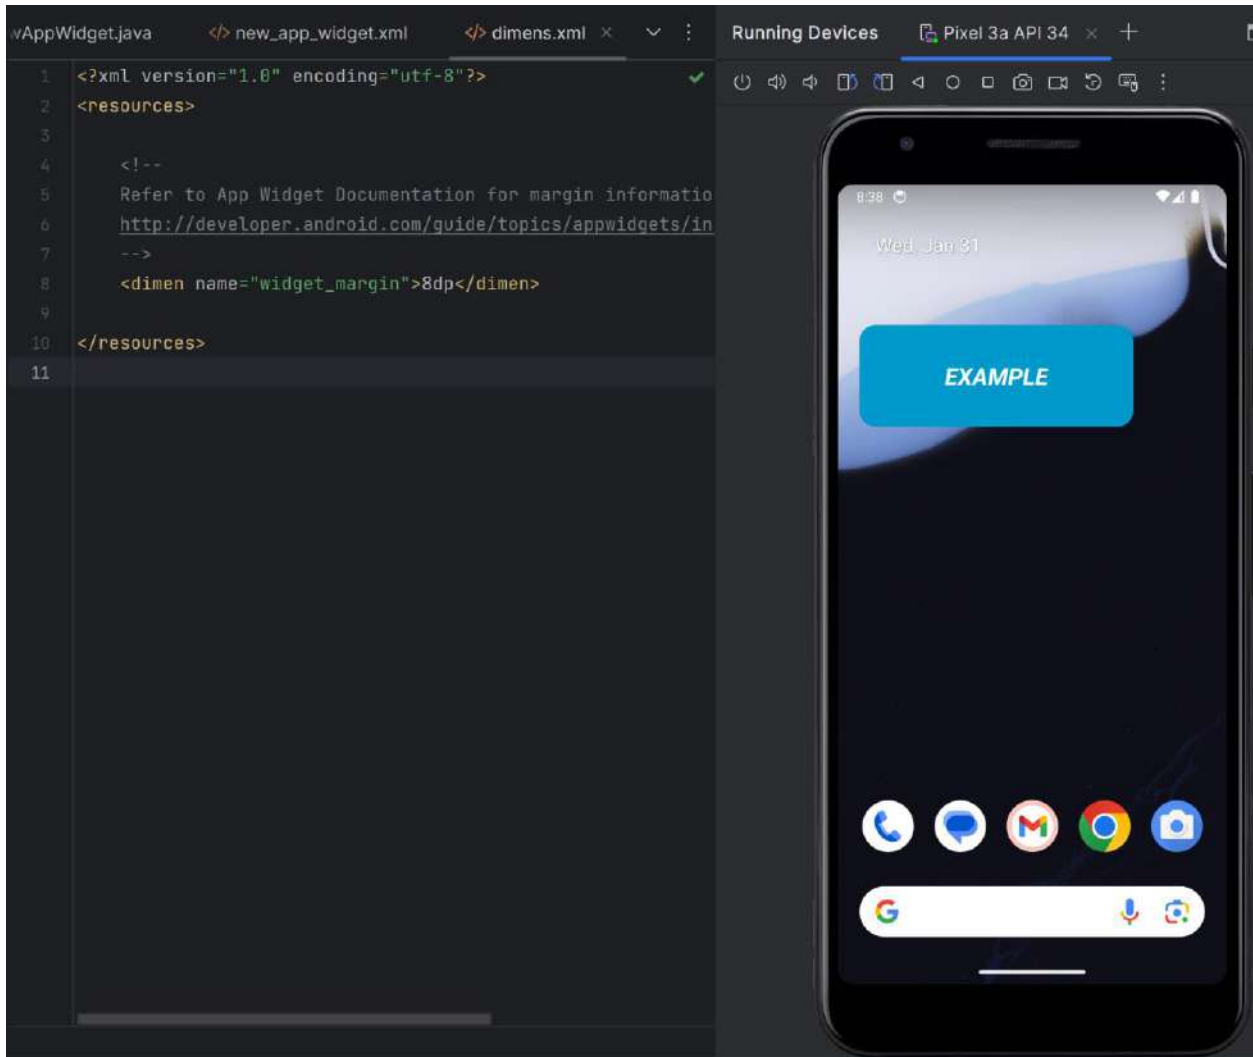 wAppWidget.java </> new_app_widget.xml </> dimens.xml
1 <?xml version="1.0" encoding="utf-8"?>
2 <resources>
3
4 <!--
5 Refer to App Widget Documentation for margin informatio
6 http://developer.android.com/guide/topics/appwidgets/in
7 -->
8 <dimen name="widget_margin">8dp</dimen>
9
10 </resources>
11
Running Devices Pixel 3a API 34
8:38
Wed, Jan 31
EXAMPLE